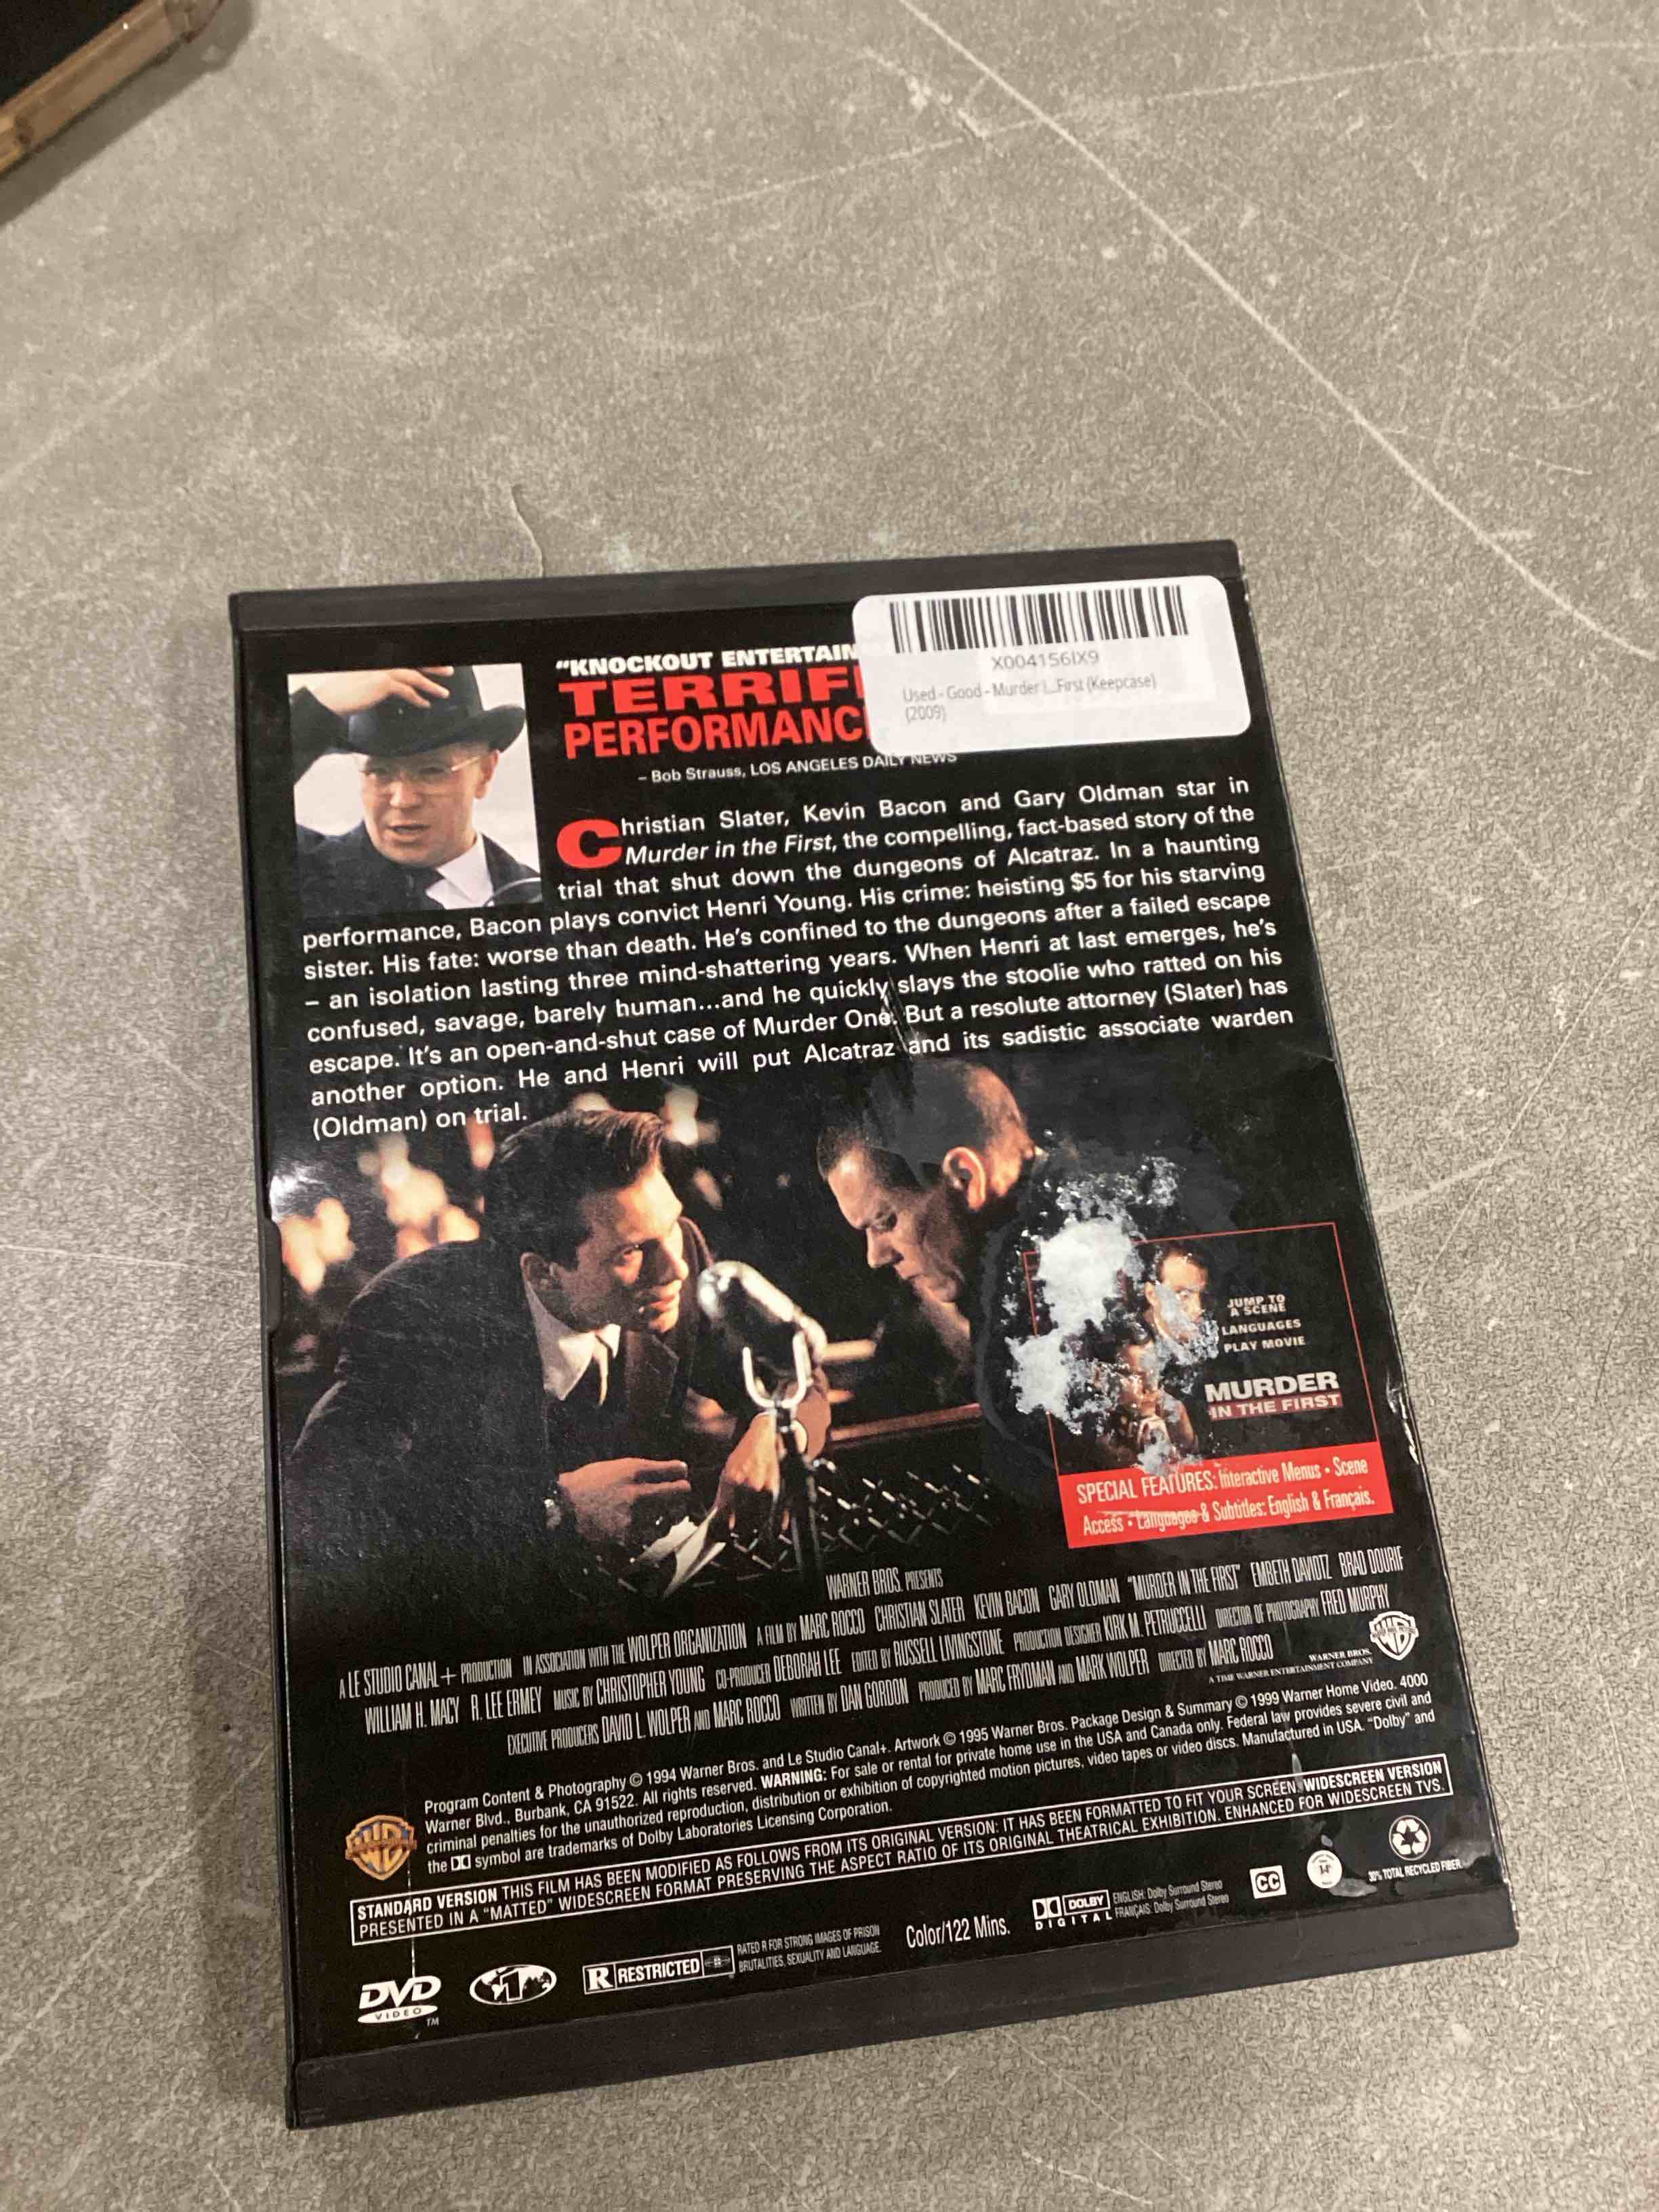 X004156IX9
Used - Good - Murder i...First (Keepcase)
(2009)
"KNOCKOUT ENTERTAIN
TERRIF
PERFORMANC
– Bob Strauss, LOS ANGELES DAILY NEWS
Christian Slater, Kevin Bacon and Gary Oldman star in
Murder in the First, the compelling, fact-based story of the
trial that shut down the dungeons of Alcatraz. In a haunting
performance, Bacon plays convict Henri Young. His crime: heisting $5 for his starving
sister. His fate: worse than death. He's confined to the dungeons after a failed escape
– an isolation lasting three mind-shattering years. When Henri at last emerges, he's
confused, savage, barely human...and he quickly slays the stoolie who ratted on his
escape. It's an open-and-shut case of Murder One. But a resolute attorney (Slater) has
another option. He and Henri will put Alcatraz and its sadistic associate warden
(Oldman) on trial.
JUMP TO
A SCENE
LANGUAGES
PLAY MOVIE
MURDER
IN THE FIRST
SPECIAL FEATURES: Interactive Menus • Scene
Access • Languages & Subtitles: English & Français.
WARNER BROS. PRESENTS
A LE STUDIO CANAL+ PRODUCTION IN ASSOCIATION WITH THE WOLPER ORGANIZATION A FILM BY MARC ROCCO CHRISTIAN SLATER KEVIN BACON GARY OLDMAN "MURDER IN THE FIRST" EMBETH DAVIDTZ BRAD DOURIF
WILLIAM H. MACY R. LEE ERMEY MUSIC BY CHRISTOPHER YOUNG CO-PRODUCER DEBORAH LEE EDITED BY RUSSELL LIVINGSTONE PRODUCTION DESIGNER KIRK M. PETRUCCELLI DIRECTOR OF PHOTOGRAPHY FRED MURPHY
EXECUTIVE PRODUCERS DAVID L. WOLPER AND MARC ROCCO WRITTEN BY DAN GORDON PRODUCED BY MARC FRYDMAN AND MARK WOLPER DIRECTED BY MARC ROCCO
WARNER BROS.
A TIME WARNER ENTERTAINMENT COMPANY
Program Content & Photography © 1994 Warner Bros. and Le Studio Canal+. Artwork © 1995 Warner Bros. Package Design & Summary © 1999 Warner Home Video. 4000
Warner Blvd., Burbank, CA 91522. All rights reserved. WARNING: For sale or rental for private home use in the USA and Canada only. Federal law provides severe civil and
criminal penalties for the unauthorized reproduction, distribution or exhibition of copyrighted motion pictures, video tapes or video discs. Manufactured in USA. "Dolby" and
the symbol are trademarks of Dolby Laboratories Licensing Corporation.
STANDARD VERSION THIS FILM HAS BEEN MODIFIED AS FOLLOWS FROM ITS ORIGINAL VERSION: IT HAS BEEN FORMATTED TO FIT YOUR SCREEN. WIDESCREEN VERSION
PRESENTED IN A "MATTED" WIDESCREEN FORMAT PRESERVING THE ASPECT RATIO OF ITS ORIGINAL THEATRICAL EXHIBITION. ENHANCED FOR WIDESCREEN TVS.
DVD
VIDEO
TM
1
R RESTRICTED
RATED R FOR STRONG IMAGES OF PRISON
BRUTALITIES, SEXUALITY AND LANGUAGE.
Color/122 Mins.
DOLBY
DIGITAL
ENGLISH: Dolby Surround Stereo
FRANÇAIS: Dolby Surround Stereo
CC
14+
30% TOTAL RECYCLED FIBER